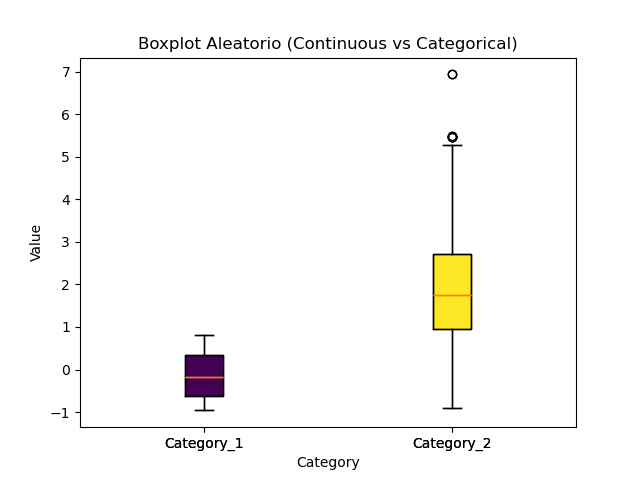 Boxplot Aleatorio (Continuous vs Categorical)
7
6
5
4
3
2
1
0
−1
Value
Category_1
Category_2
Category